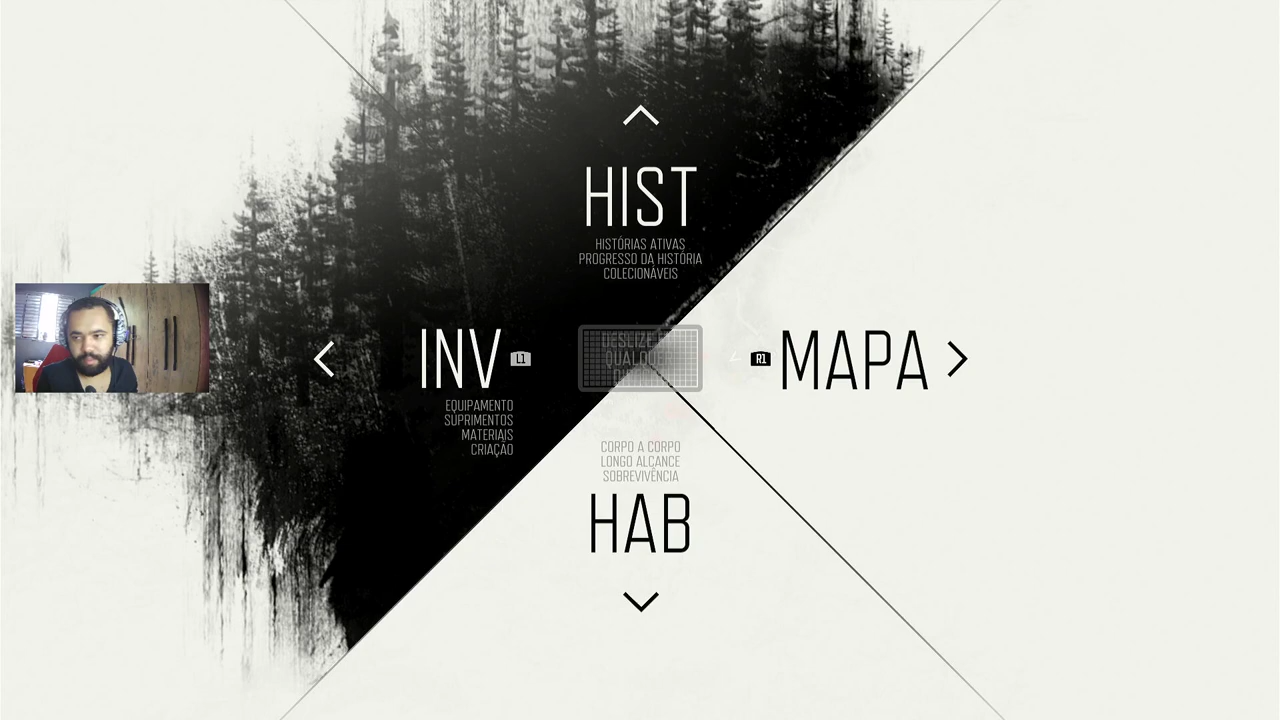 HIST
HISTÓRIAS ATIVAS
PROGRESSO DA HISTÓRIA
COLECIONÁVEIS
INV
L1
EQUIPAMENTO
SUPRIMENTOS
MATERIAIS
CRIAÇÃO
DESLIZE
R1
MAPA
CORPO A CORPO
LONGO ALCANCE
SOBREVIVÊNCIA
HAB